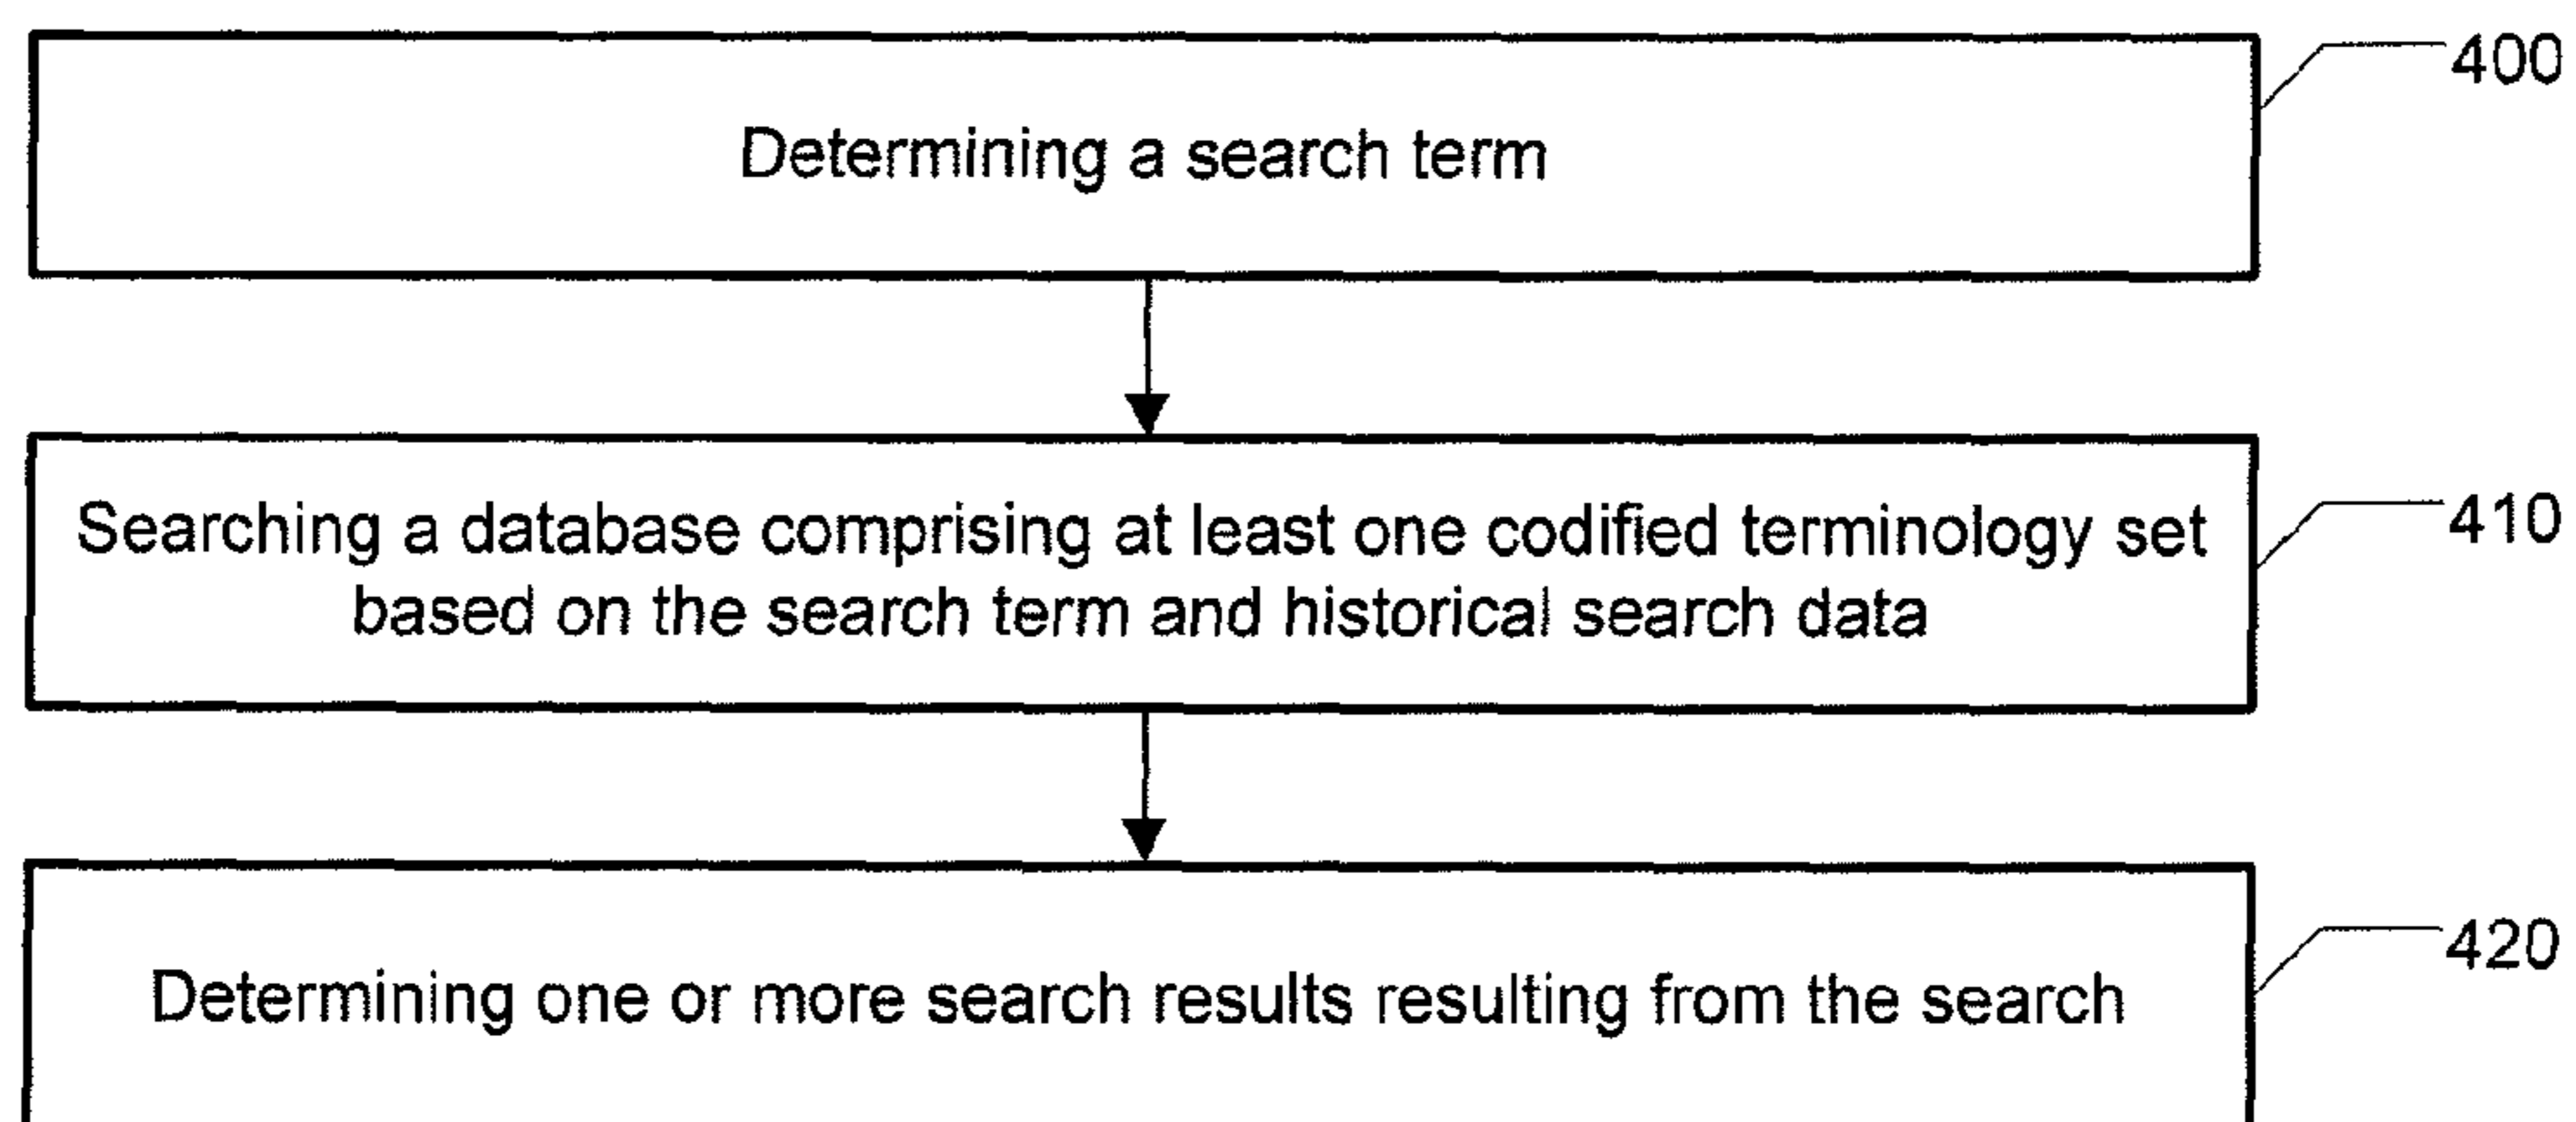 400
Determining a search term
Searching a database comprising at least one codified terminology set
410
based on the search term and historical search data
420
Determining one or more search results resulting from the search